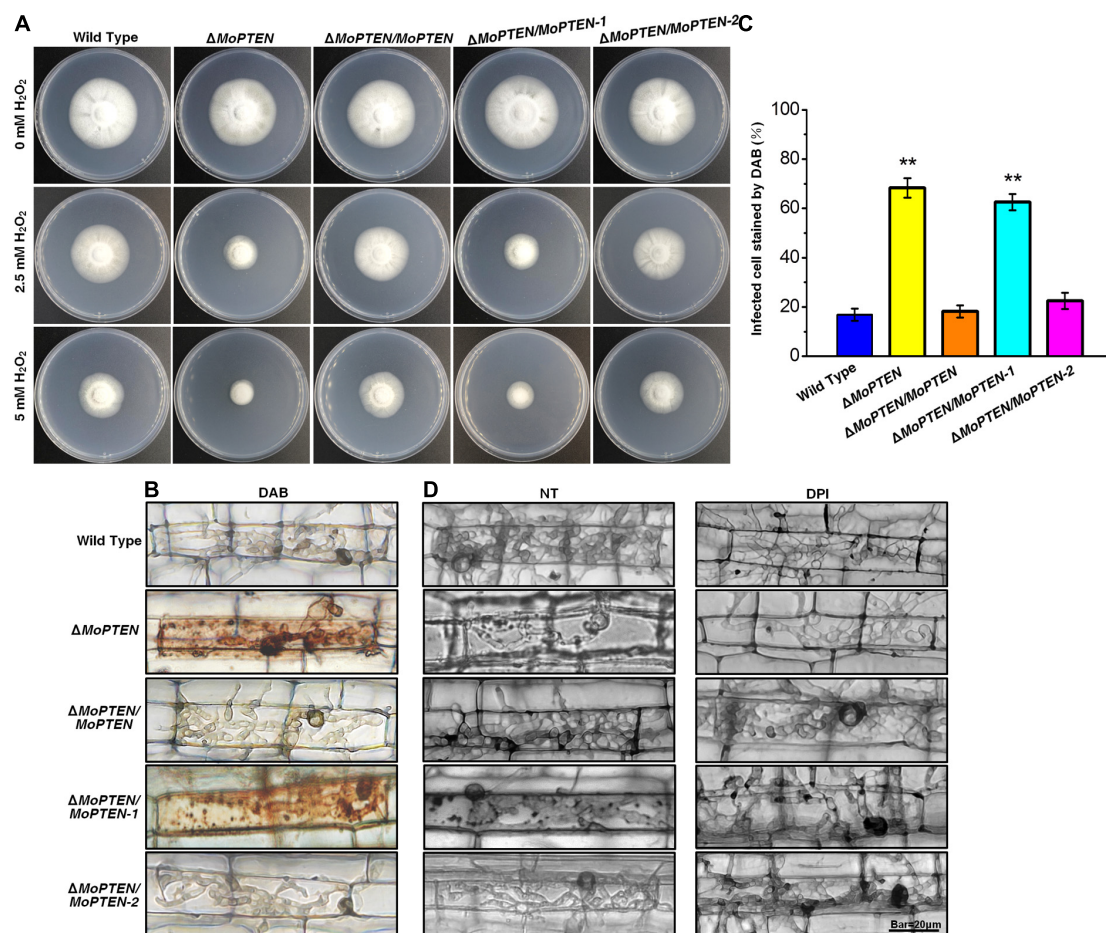 A
Wild Type
ΔMoPTEN
ΔMoPTEN/MoPTEN
ΔMoPTEN/MoPTEN-1
ΔMoPTEN/MoPTEN-2
0 mM H₂O₂
2.5 mM H₂O₂
5 mM H₂O₂
C
Infected cell stained by DAB (%)
100
80
60
40
20
0
**
**
Wild Type
ΔMoPTEN
ΔMoPTEN/MoPTEN
ΔMoPTEN/MoPTEN-1
ΔMoPTEN/MoPTEN-2
B
DAB
Wild Type
ΔMoPTEN
ΔMoPTEN/
MoPTEN
ΔMoPTEN/
MoPTEN-1
ΔMoPTEN/
MoPTEN-2
D
NT
DPI
Bar=20μm